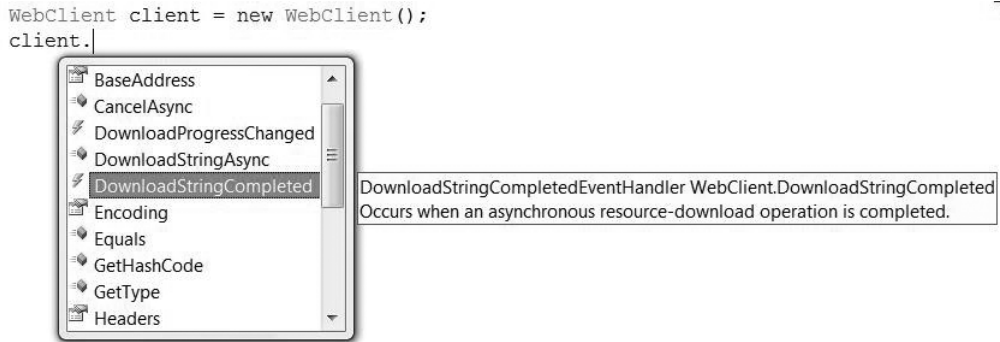 WebClient client = new WebClient();
client.
BaseAddress
CancelAsync
DownloadProgressChanged
DownloadStringAsync
DownloadStringCompleted
DownloadStringCompletedEventHandler WebClient.DownloadStringCompleted
Occurs when an asynchronous resource-download operation is completed.
Encoding
Equals
GetHashCode
GetType
Headers